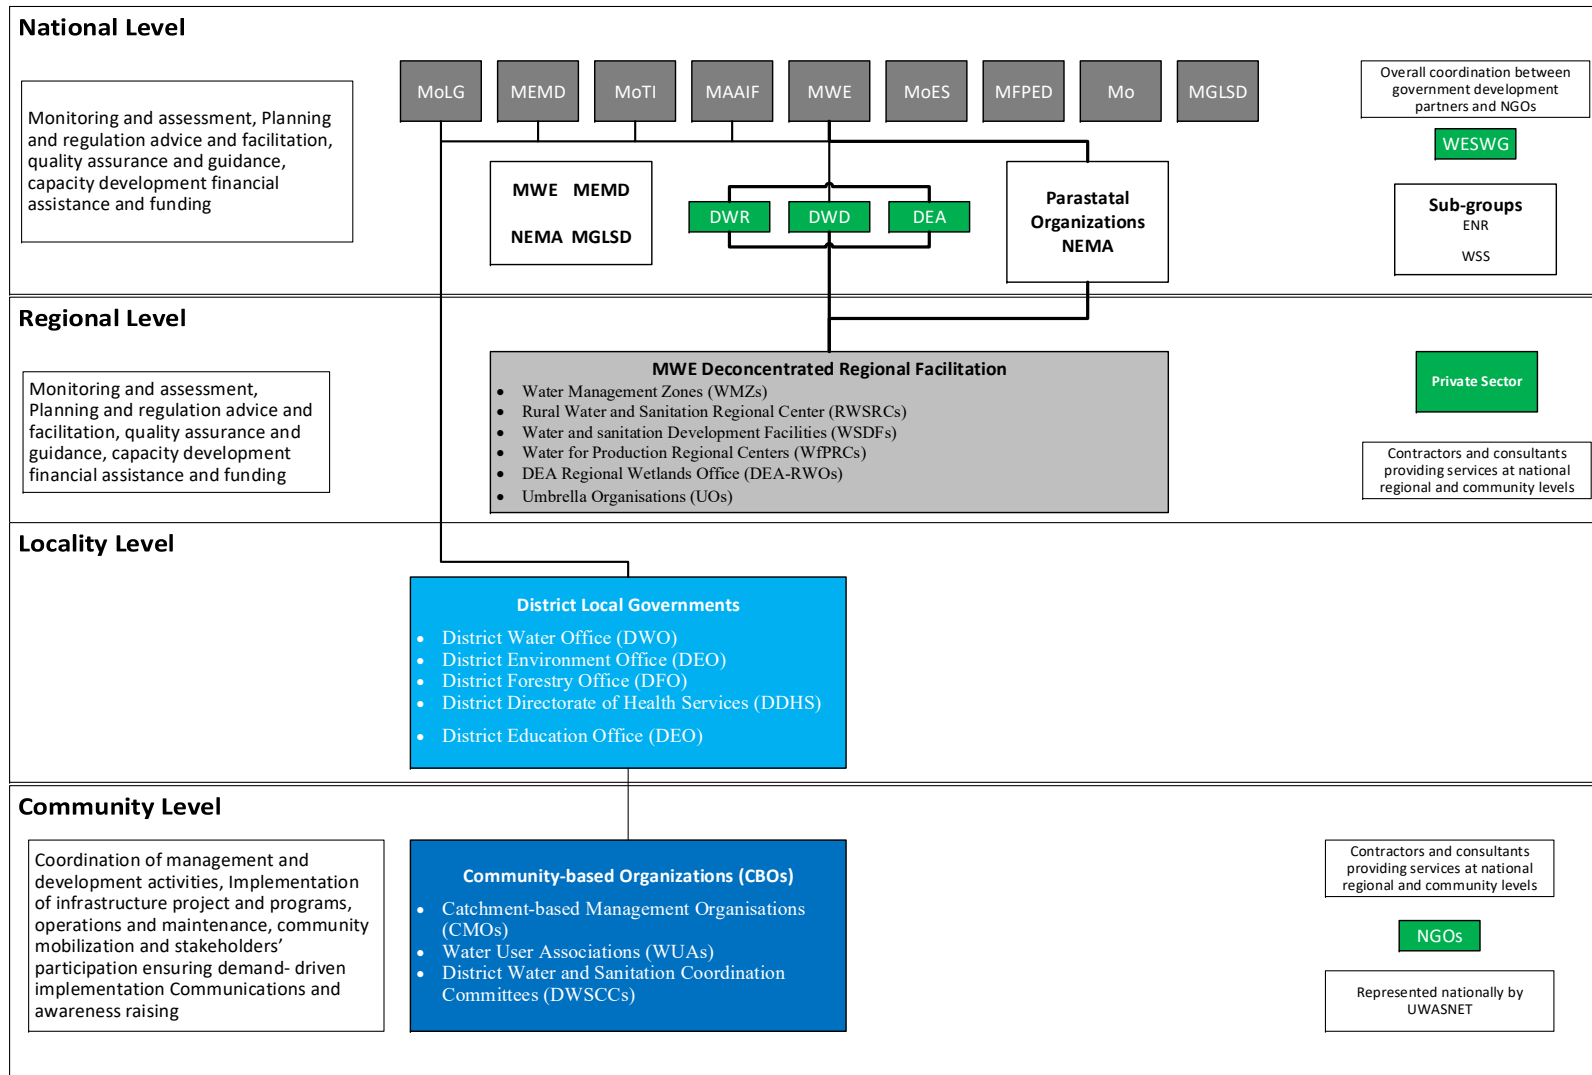 National Level
MoLG
MEMD
MoTI
MAAIF
MWE
MoES
MFPED
Mo
MGLSD
Monitoring and assessment, Planning
and regulation advice and facilitation,
quality assurance and guidance,
capacity development financial
assistance and funding
MWE MEMD
NEMA MGLSD
DWR
DWD
DEA
Parastatal
Organizations
NEMA
Overall coordination between
government development
partners and NGOs
WESWG
Sub-groups
ENR
WSS
Regional Level
Monitoring and assessment,
Planning and regulation advice and
facilitation, quality assurance and
guidance, capacity development
financial assistance and funding
MWE Deconcentrated Regional Facilitation
• Water Management Zones (WMZs)
• Rural Water and Sanitation Regional Center (RWSRCs)
• Water and sanitation Development Facilities (WSDFs)
• Water for Production Regional Centers (WfPRCs)
• DEA Regional Wetlands Office (DEA-RWOs)
• Umbrella Organisations (UOs)
Private Sector
Contractors and consultants
providing services at national
regional and community levels
Locality Level
District Local Governments
• District Water Office (DWO)
• District Environment Office (DEO)
• District Forestry Office (DFO)
• District Directorate of Health Services (DDHS)
• District Education Office (DEO)
Community Level
Coordination of management and
development activities, Implementation
of infrastructure project and programs,
operations and maintenance, community
mobilization and stakeholders’
participation ensuring demand- driven
implementation Communications and
awareness raising
Community-based Organizations (CBOs)
• Catchment-based Management Organisations
(CMOs)
• Water User Associations (WUAs)
• District Water and Sanitation Coordination
Committees (DWSCCs)
Contractors and consultants
providing services at national
regional and community levels
NGOs
Represented nationally by
UWASNET